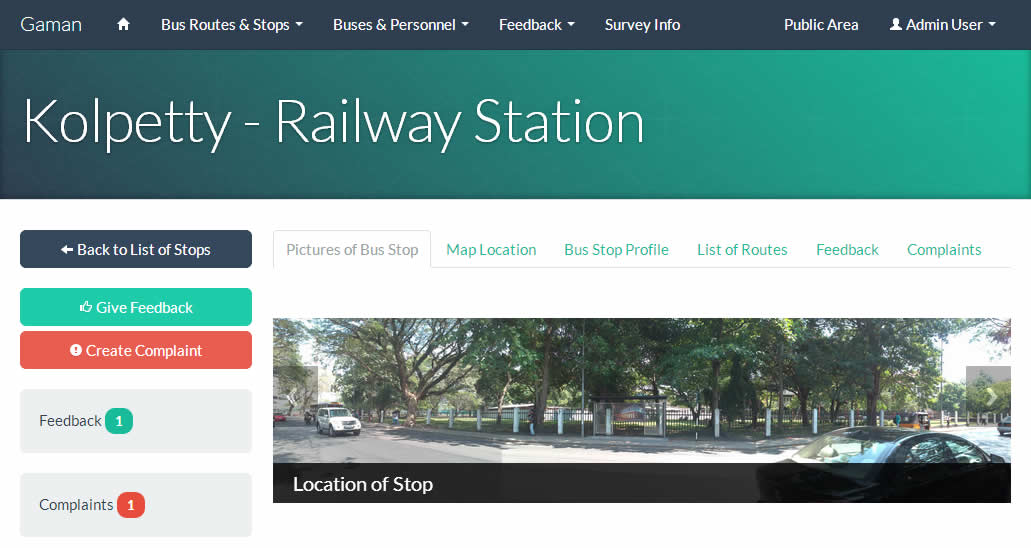 Gaman
Bus Routes & Stops
Buses & Personnel
Feedback
Survey Info
Public Area
Admin User
Kolpetty - Railway Station
Back to List of Stops
Give Feedback
Create Complaint
Feedback 1
Complaints 1
Pictures of Bus Stop
Map Location
Bus Stop Profile
List of Routes
Feedback
Complaints
Location of Stop